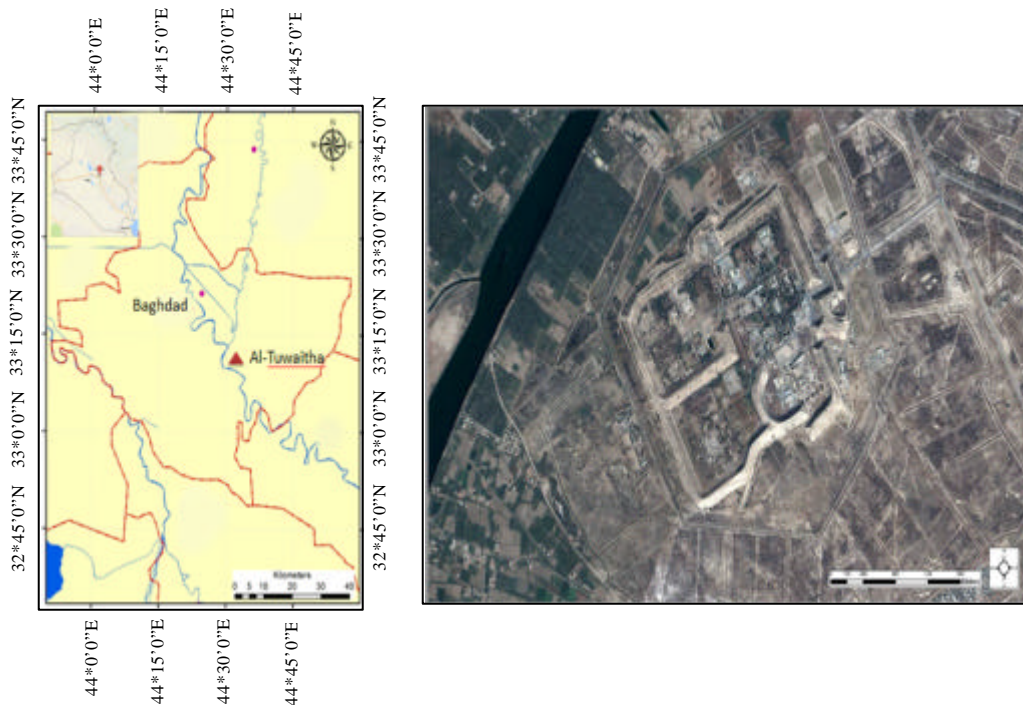 44*0'0”E
44*15'0”E
44*30'0”E
44*45'0”E
33*45'0”N
33*30'0”N
33*15'0”N
33*0'0”N
32*45'0”N
33*45'0”N
33*30'0”N
33*15'0”N
33*0'0”N
32*45'0”N
N
Baghdad
Al-Tuwaitha
Kilometers
0 5 10 20 30 40
44*0'0”E
44*15'0”E
44*30'0”E
44*45'0”E